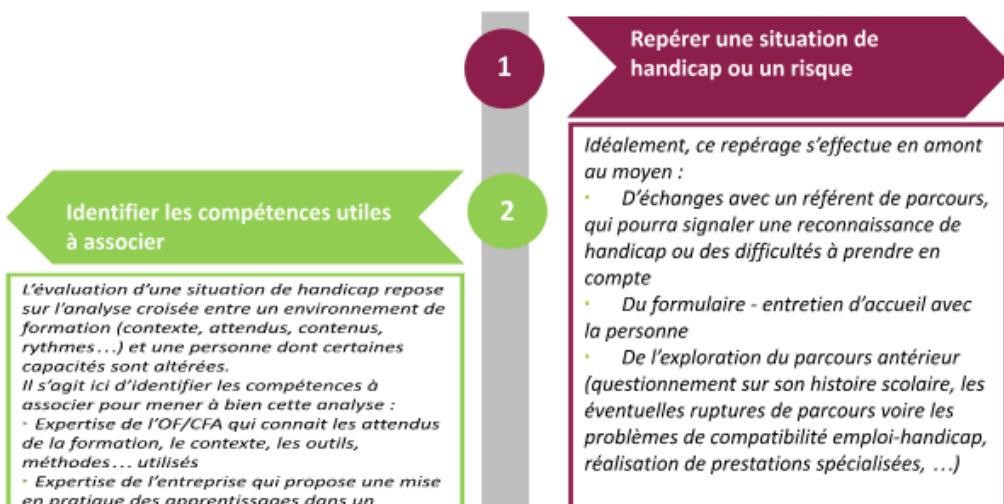 1
Repérer une situation de
handicap ou un risque
Idéalement, ce repérage s'effectue en amont
au moyen :
· D'échanges avec un référent de parcours,
qui pourra signaler une reconnaissance de
handicap ou des difficultés à prendre en
compte
· Du formulaire - entretien d'accueil avec
la personne
· De l'exploration du parcours antérieur
(questionnement sur son histoire scolaire, les
éventuelles ruptures de parcours voire les
problèmes de compatibilité emploi-handicap,
réalisation de prestations spécialisées, ...)
2
Identifier les compétences utiles
à associer
L'évaluation d'une situation de handicap repose
sur l'analyse croisée entre un environnement de
formation (contexte, attendus, contenus,
rythmes...) et une personne dont certaines
capacités sont altérées.
Il s'agit ici d'identifier les compétences à
associer pour mener à bien cette analyse :
· Expertise de l'OF/CFA qui connait les attendus
de la formation, le contexte, les outils,
méthodes... utilisés
· Expertise de l'entreprise qui propose une mise
en pratique des apprentissages dans un